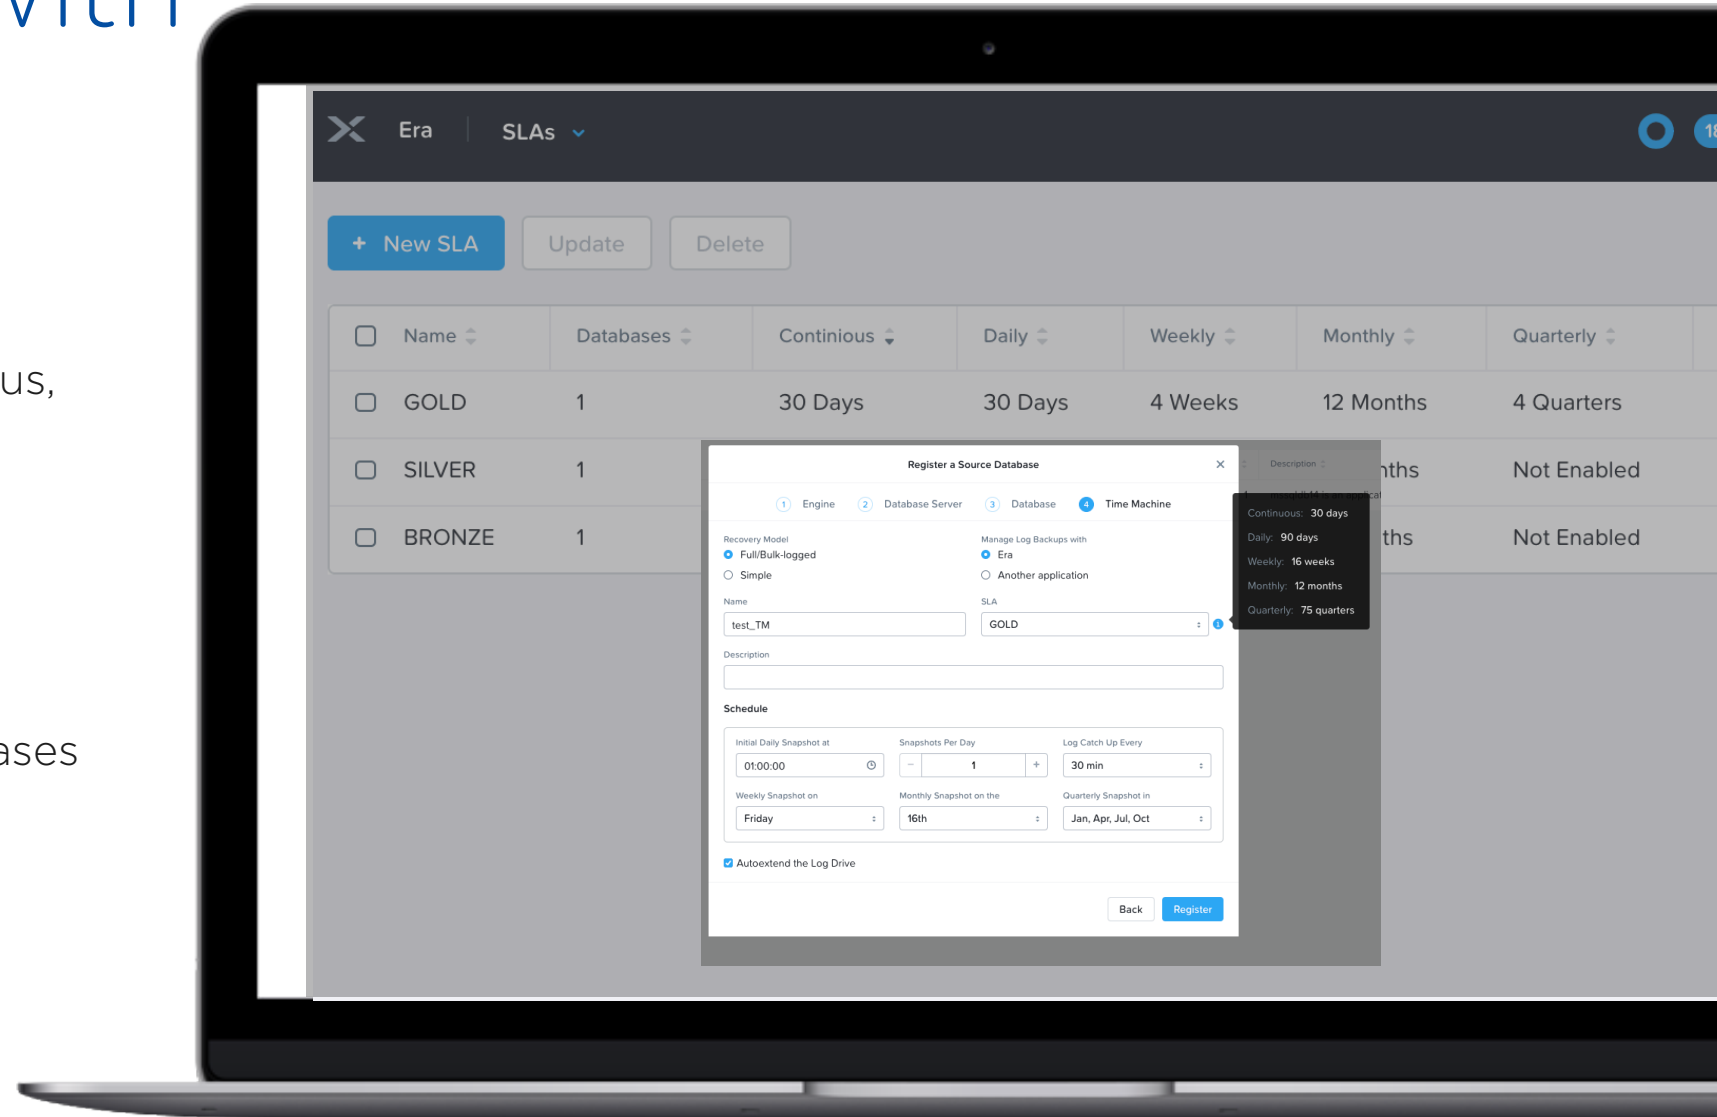 with
us,
ases
Era SLAs
18
+ New SLA Update Delete
Name Databases Continious Daily Weekly Monthly Quarterly
GOLD 1 30 Days 30 Days 4 Weeks 12 Months 4 Quarters
SILVER 1 nths Not Enabled
BRONZE 1 ths Not Enabled
Register a Source Database
Description
1 Engine 2 Database Server 3 Database 4 Time Machine
Recovery Model
Full/Bulk-logged
Simple
Manage Log Backups with
Era
Another application
Name
test_TM
SLA
GOLD
Continuous: 30 days
Daily: 90 days
Weekly: 16 weeks
Monthly: 12 months
Quarterly: 75 quarters
Description
Schedule
Initial Daily Snapshot at
01:00:00
Snapshots Per Day
- 1 +
Log Catch Up Every
30 min
Weekly Snapshot on
Friday
Monthly Snapshot on the
16th
Quarterly Snapshot in
Jan, Apr, Jul, Oct
Autoextend the Log Drive
Back Register